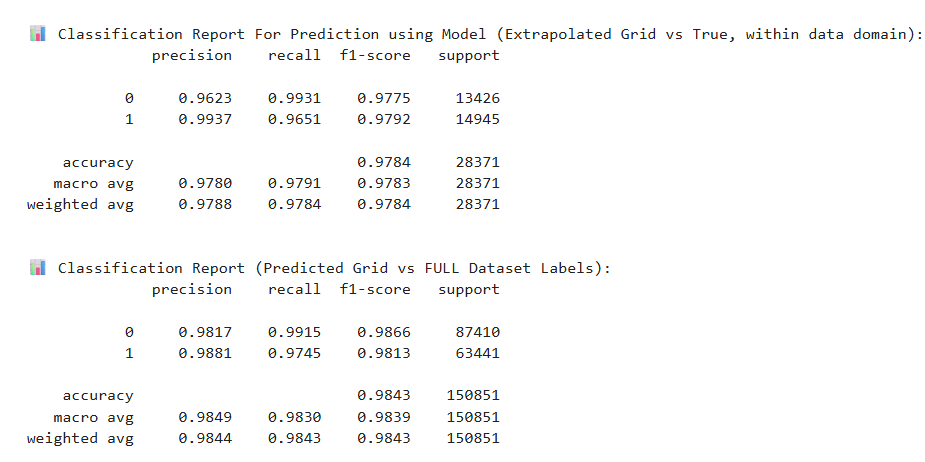 📊 Classification Report For Prediction using Model (Extrapolated Grid vs True, within data domain):
precision recall f1-score support
0 0.9623 0.9931 0.9775 13426
1 0.9937 0.9651 0.9792 14945
accuracy 0.9784 28371
macro avg 0.9780 0.9791 0.9783 28371
weighted avg 0.9788 0.9784 0.9784 28371
📊 Classification Report (Predicted Grid vs FULL Dataset Labels):
precision recall f1-score support
0 0.9817 0.9915 0.9866 87410
1 0.9881 0.9745 0.9813 63441
accuracy 0.9843 150851
macro avg 0.9849 0.9830 0.9839 150851
weighted avg 0.9844 0.9843 0.9843 150851